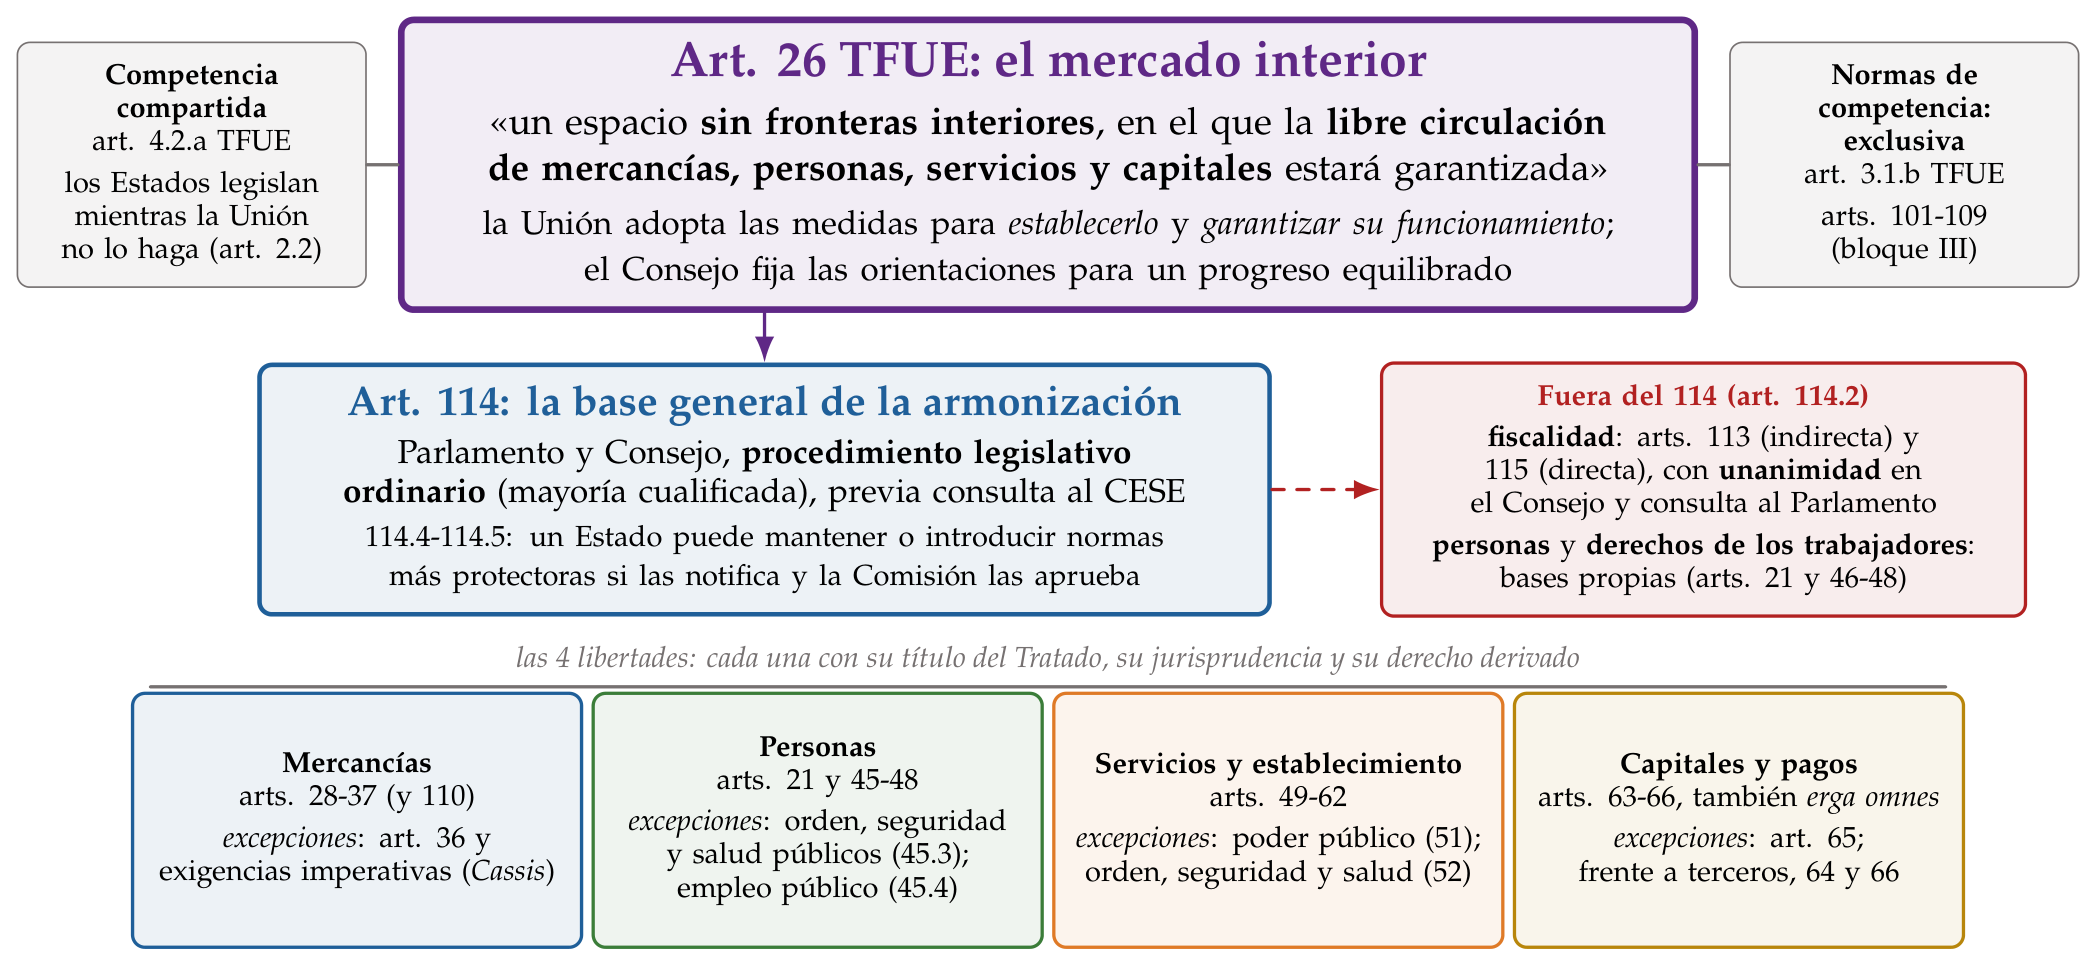 Competencia
compartida
art. 4.2.a TFUE
los Estados legislan
mientras la Unión
no lo haga (art. 2.2)
Art. 26 TFUE: el mercado interior
«un espacio sin fronteras interiores, en el que la libre circulación
de mercancías, personas, servicios y capitales estará garantizada»
la Unión adopta las medidas para establecerlo y garantizar su funcionamiento;
el Consejo fija las orientaciones para un progreso equilibrado
Normas de
competencia:
exclusiva
art. 3.1.b TFUE
arts. 101-109
(bloque III)
Art. 114: la base general de la armonización
Parlamento y Consejo, procedimiento legislativo
ordinario (mayoría cualificada), previa consulta al CESE
114.4-114.5: un Estado puede mantener o introducir normas
más protectoras si las notifica y la Comisión las aprueba
Fuera del 114 (art. 114.2)
fiscalidad: arts. 113 (indirecta) y
115 (directa), con unanimidad en
el Consejo y consulta al Parlamento
personas y derechos de los trabajadores:
bases propias (arts. 21 y 46-48)
las 4 libertades: cada una con su título del Tratado, su jurisprudencia y su derecho derivado
Mercancías
arts. 28-37 (y 110)
excepciones: art. 36 y
exigencias imperativas (Cassis)
Personas
arts. 21 y 45-48
excepciones: orden, seguridad
y salud públicos (45.3);
empleo público (45.4)
Servicios y establecimiento
arts. 49-62
excepciones: poder público (51);
orden, seguridad y salud (52)
Capitales y pagos
arts. 63-66, también erga omnes
excepciones: art. 65;
frente a terceros, 64 y 66